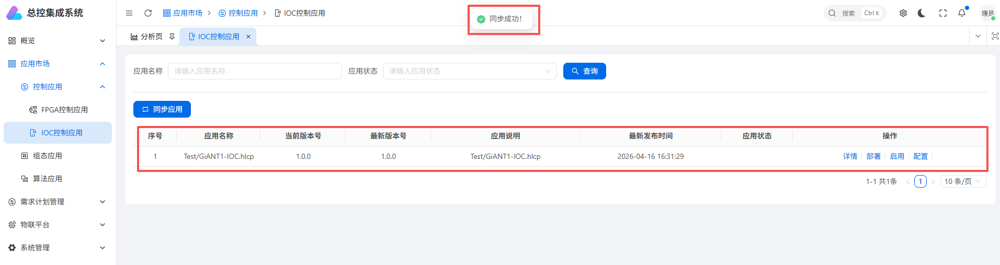 总控集成系统
应用市场 > 控制应用 > IOC控制应用
同步成功!
搜索 Ctrl K
理员
概览
应用市场
控制应用
FPGA控制应用
IOC控制应用
组态应用
算法应用
需求计划管理
物联平台
系统管理
分析页 IOC控制应用
应用名称 请输入应用名称 应用状态 请输入应用状态 查询
同步应用
序号 应用名称 当前版本号 最新版本号 应用说明 最新发布时间 应用状态 操作
1 Test/GiANT1-IOC.hlcp 1.0.0 1.0.0 Test/GiANT1-IOC.hlcp 2026-04-16 16:31:29 详情 部署 启用 配置
1-1 共1条 < 1 > 10 条/页